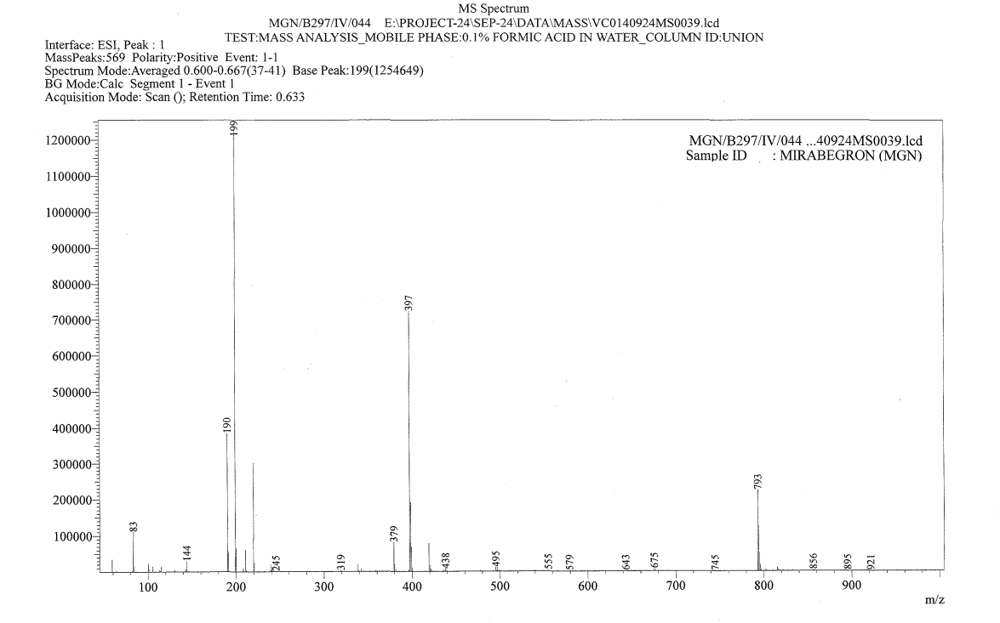 MS Spectrum
MGN/B297/IV/044 E:\PROJECT-24\SEP-24\DATA\MASS\VC0140924MS0039.lcd
TEST:MASS ANALYSIS_MOBILE PHASE:0.1% FORMIC ACID IN WATER_COLUMN ID:UNION
Interface: ESI, Peak : 1
MassPeaks:569 Polarity:Positive Event: 1-1
Spectrum Mode:Averaged 0.600-0.667(37-41) Base Peak:199(1254649)
BG Mode:Calc Segment 1 - Event 1
Acquisition Mode: Scan (); Retention Time: 0.633
MGN/B297/IV/044 ...40924MS0039.lcd
Sample ID : MIRABEGRON (MGN)
1200000
1100000
1000000
900000
800000
700000
600000
500000
400000
300000
200000
100000
83
144
190
199
245
319
379
397
438
495
555
579
643
675
745
793
856
895
921
100 200 300 400 500 600 700 800 900
m/z